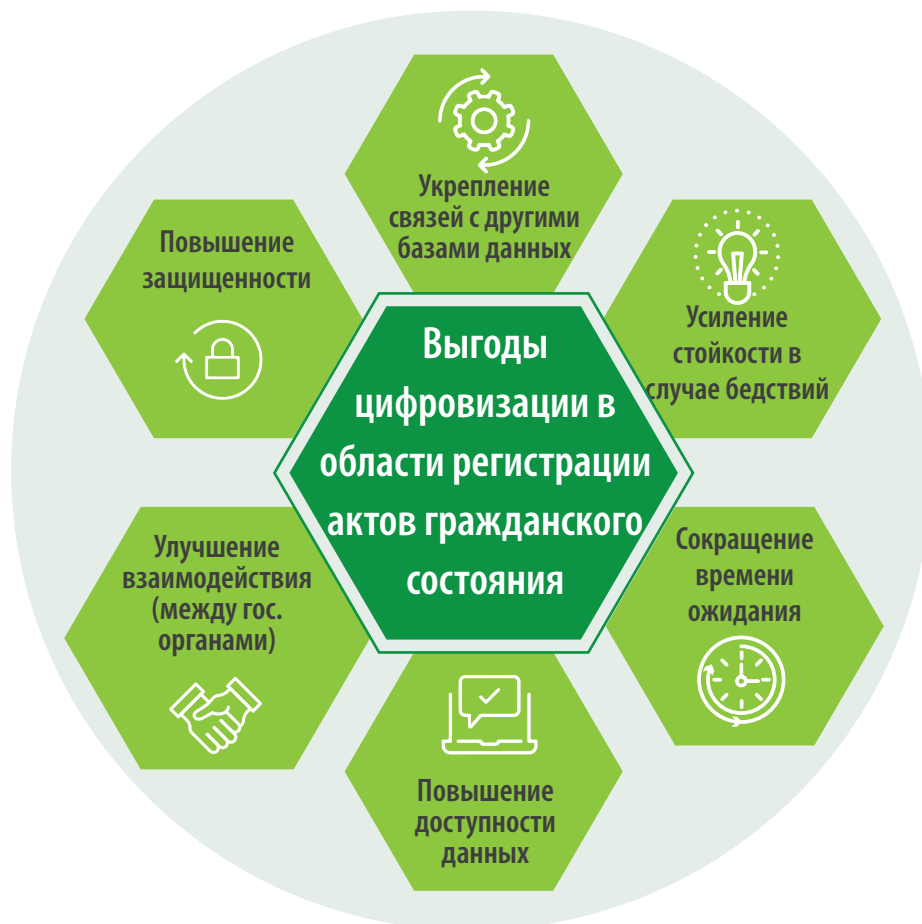 Укрепление
связей с другими
базами данных
Повышение
защищенности
Усиление
стойкости в
случае бедствий
Выгоды
цифровизации в
области регистрации
актов гражданского
состояния
Улучшение
взаимодействия
(между гос.
органами)
Сокращение
времени
ожидания
Повышение
доступности
данных